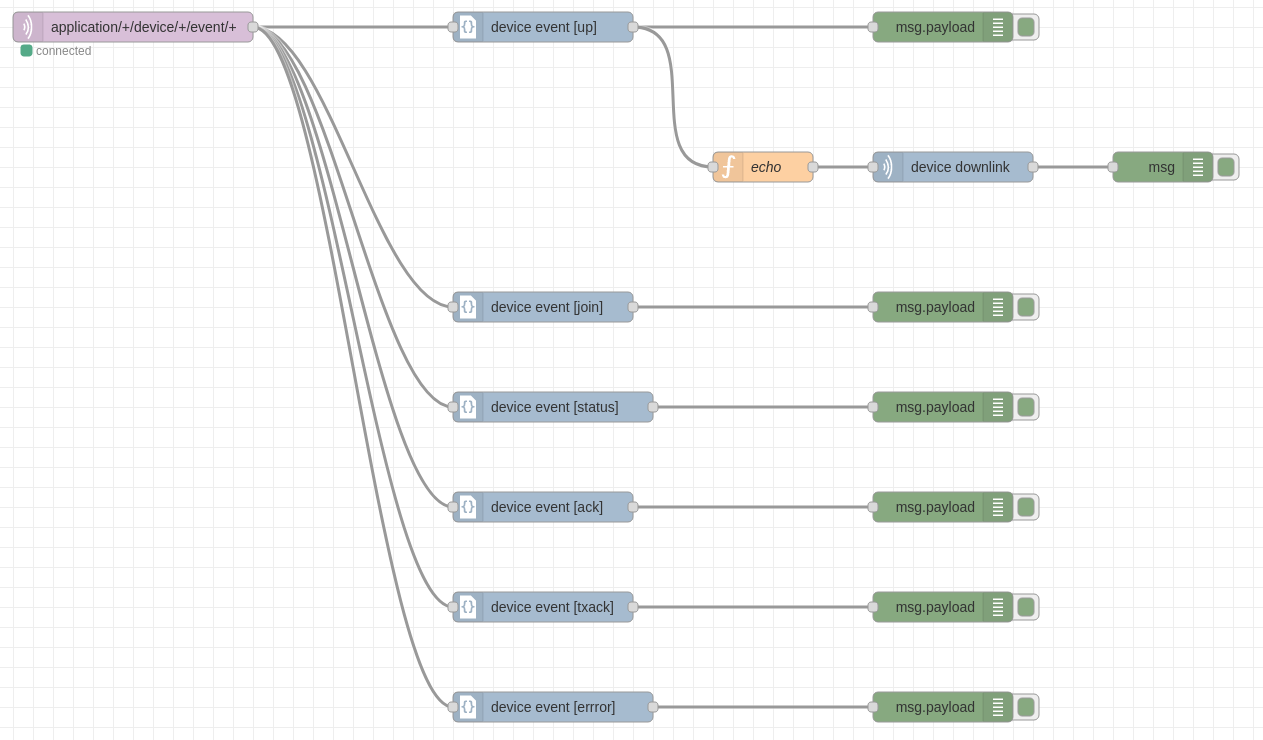 application/+/device/+/event/+
connected
device event [up]
msg.payload
echo
device downlink
msg
device event [join]
msg.payload
device event [status]
msg.payload
device event [ack]
msg.payload
device event [txack]
msg.payload
device event [errror]
msg.payload